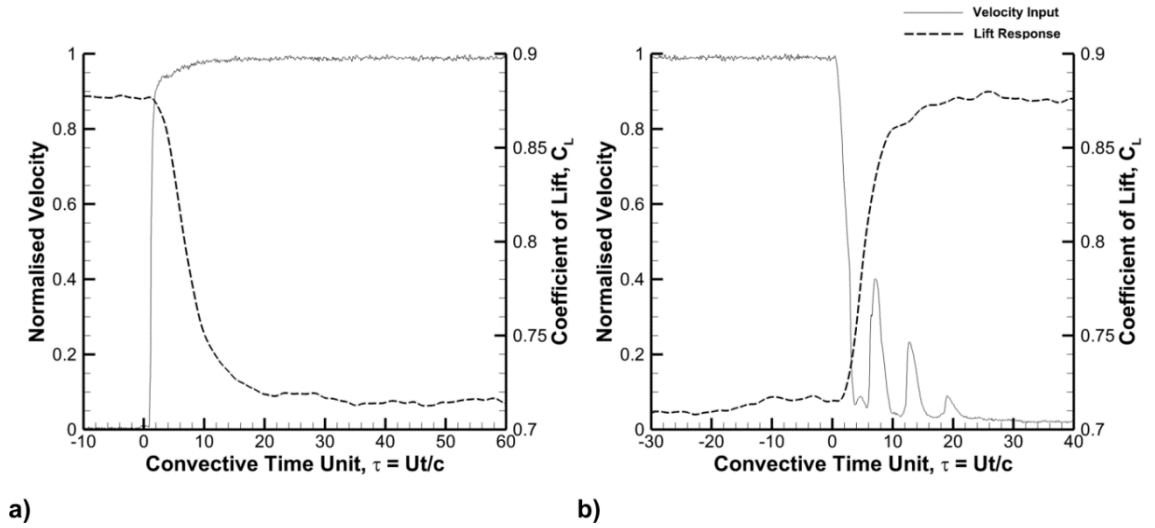 Velocity Input
Lift Response
1
0.8
0.6
0.4
0.2
0
Normalised Velocity
0.9
0.85
0.8
0.75
0.7
Coefficient of Lift, CL
-10 0 10 20 30 40 50 60
Convective Time Unit, τ = Ut/c
a)
1
0.8
0.6
0.4
0.2
0
Normalised Velocity
0.9
0.85
0.8
0.75
0.7
Coefficient of Lift, CL
-30 -20 -10 0 10 20 30 40
Convective Time Unit, τ = Ut/c
b)